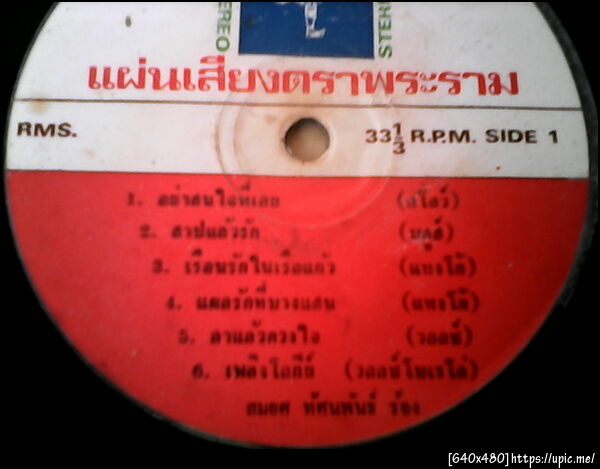 STEREO
STEREO
แผ่นเสียงตราพระราม
RMS.
33⅓ R.P.M. SIDE 1
1. อย่าสนใจพี่เลย (สโลว์)
2. สาปแล้วรัก (บลูส์)
3. เรือนรักในเรือแก้ว (แทงโก้)
4. แผลรักที่บางแสน (แทงโก้)
5. ลาแล้วดวงใจ (วอลซ์)
6. เพลิงโลกีย์ (วอลซ์โบเรโล่)
สมยศ ทัศนพันธ์ ร้อง
[640x480]https://upic.me/